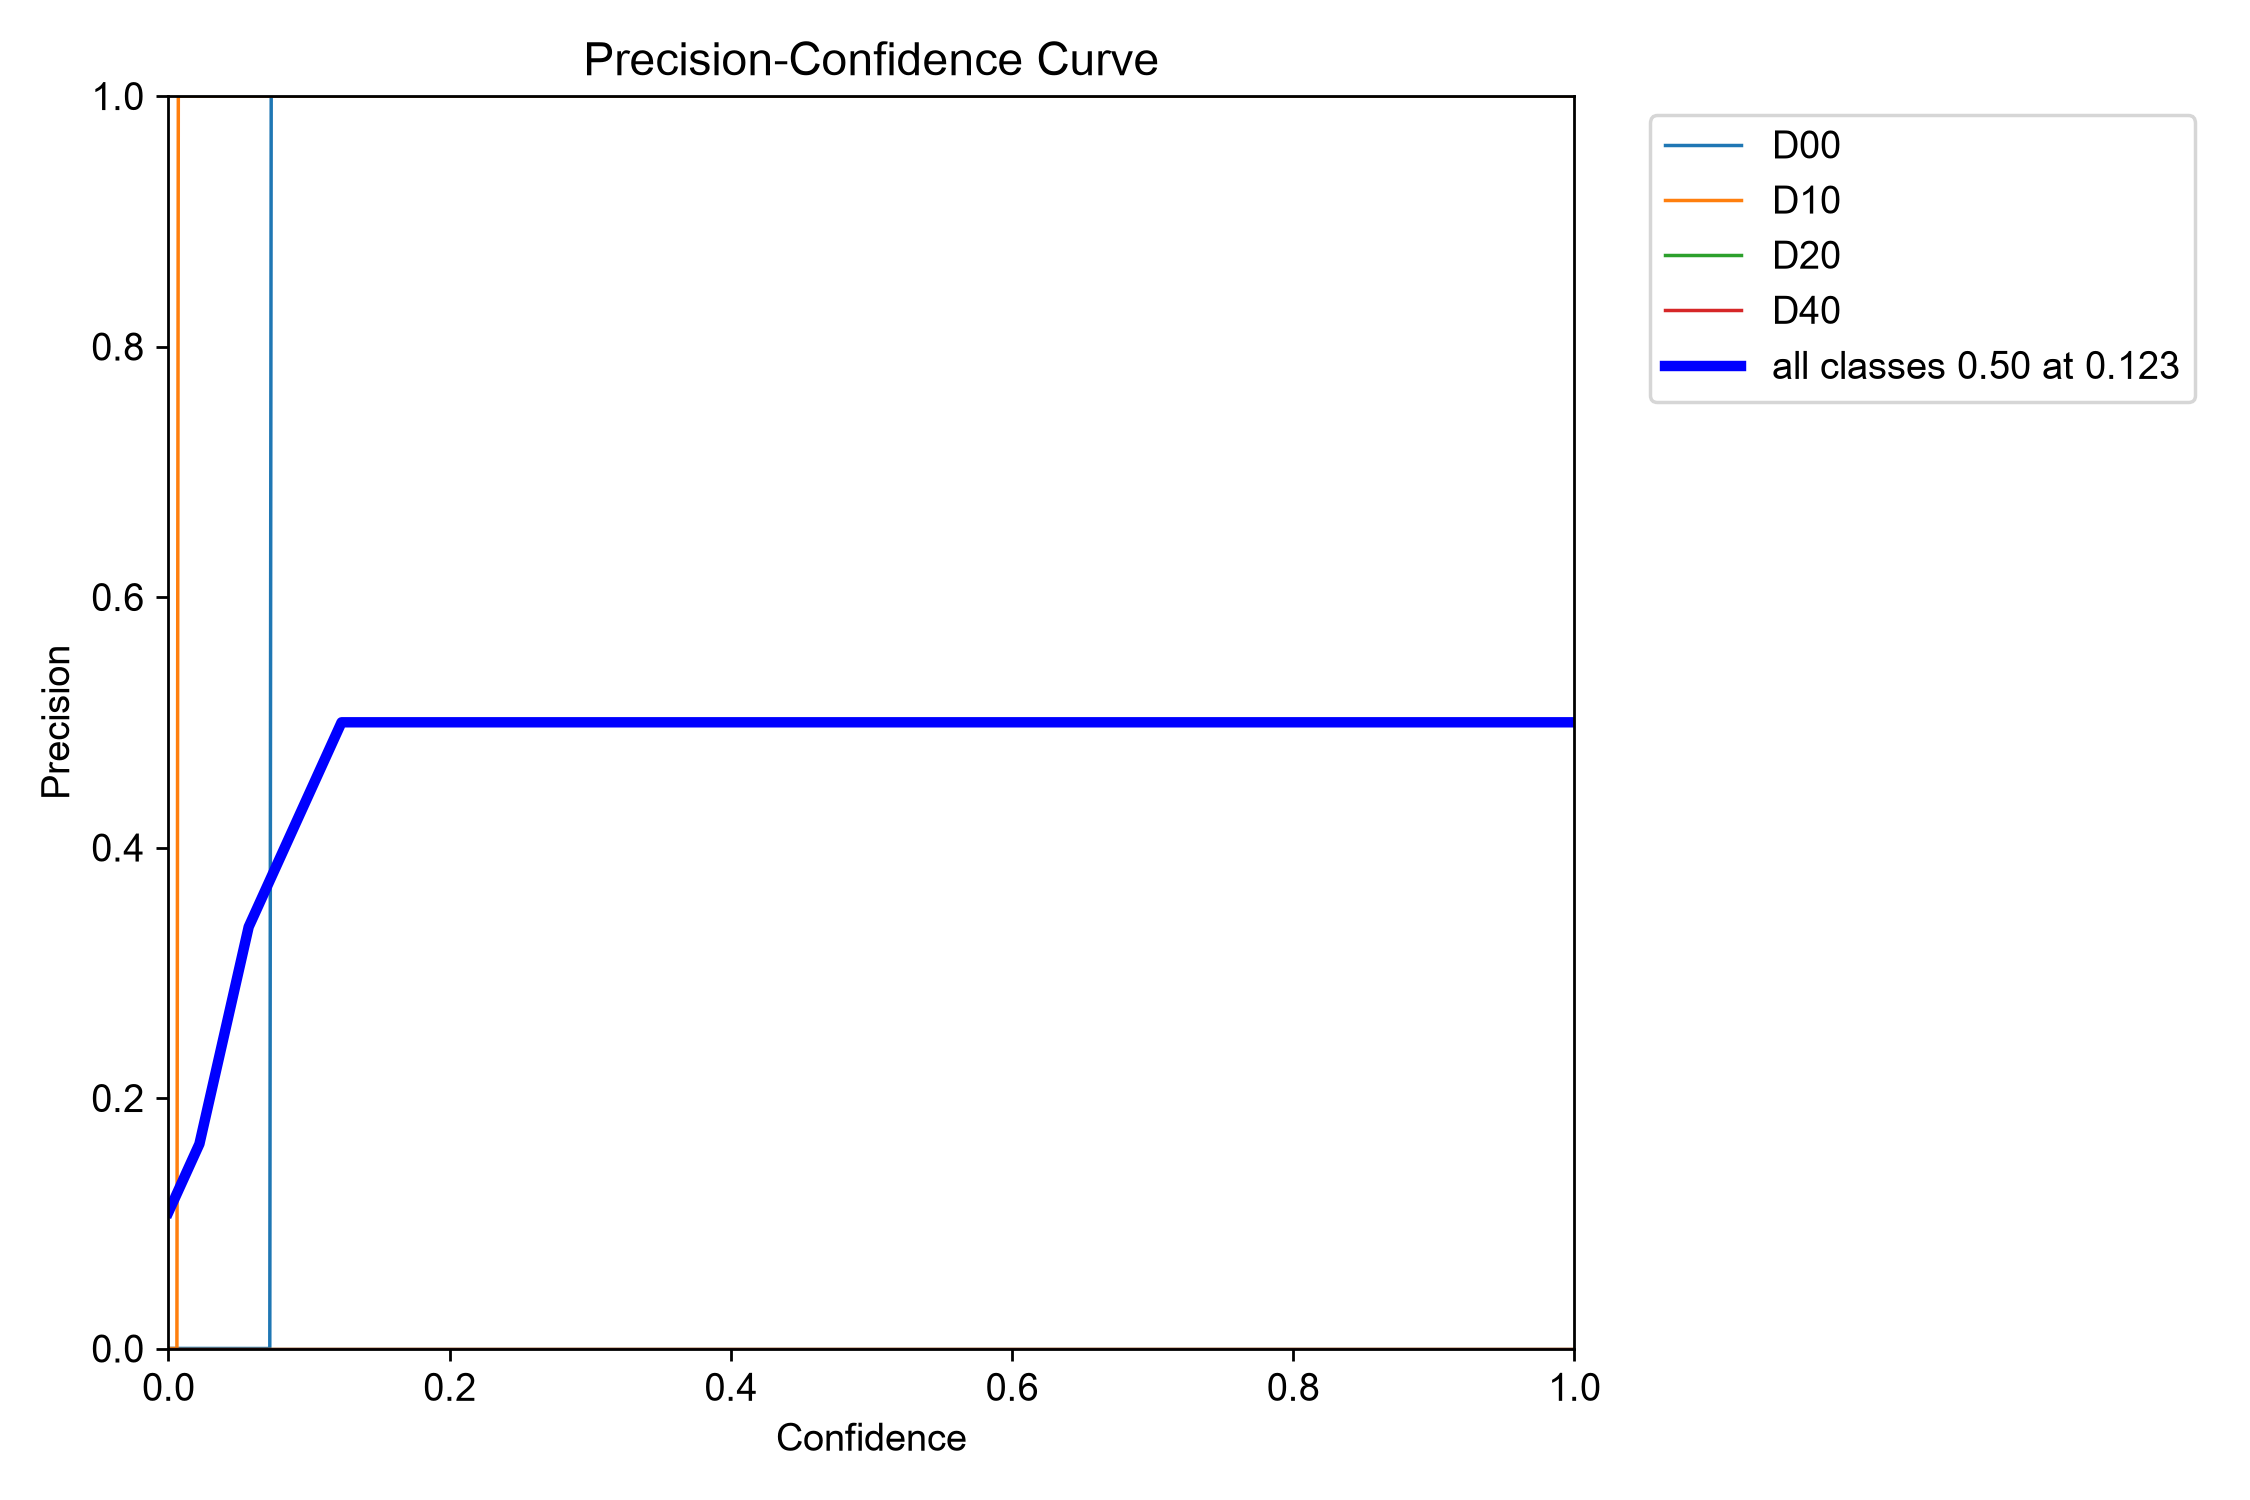 Precision-Confidence Curve
1.0
0.8
0.6
0.4
0.2
0.0
Precision
0.0 0.2 0.4 0.6 0.8 1.0
Confidence
D00
D10
D20
D40
all classes 0.50 at 0.123